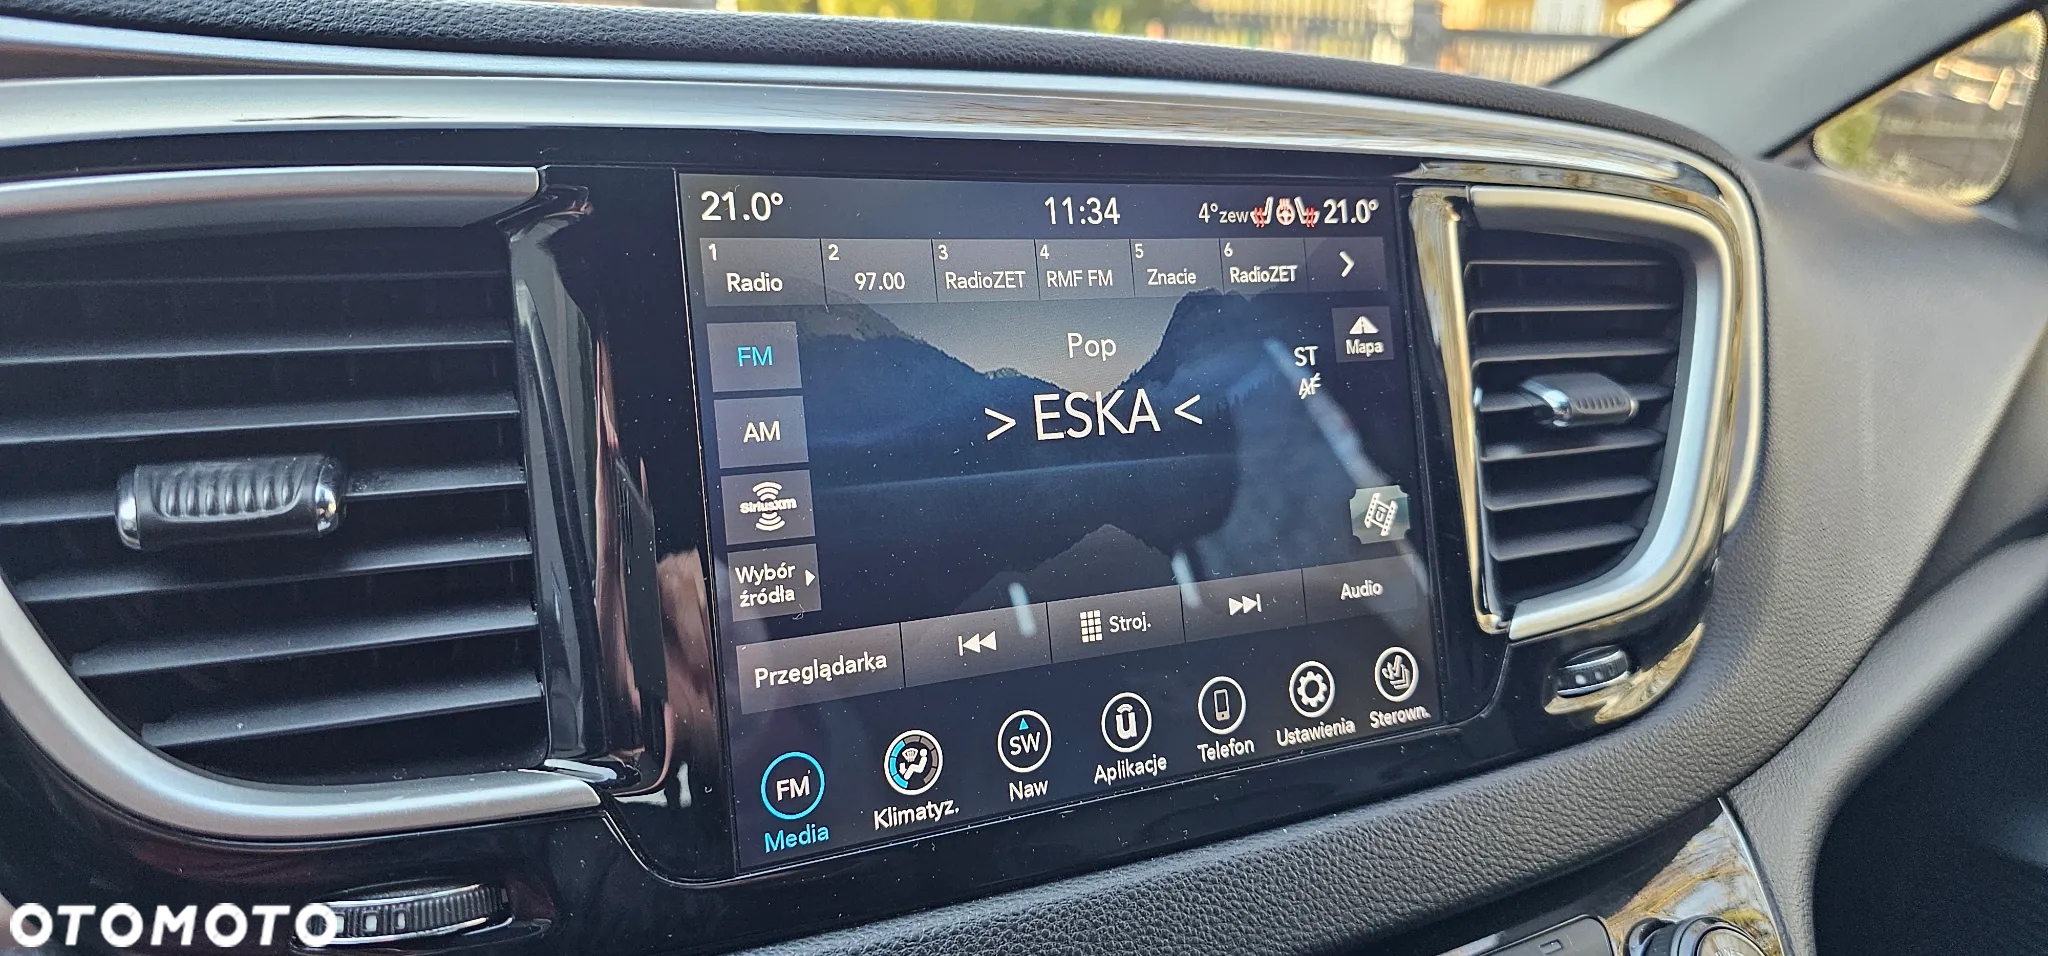 21.0° 11:34 4°zew 21.0°
1 Radio 2 97.00 3 RadioZET 4 RMF FM 5 Znacie 6 RadioZET
FM Pop ST Mapa
AF
AM > ESKA <
SiriusXM
Wybór
źródła
Przeglądarka Stroj. Audio
FM SW
Media Klimatyz. Naw Aplikacje Telefon Ustawienia Sterown.
OTOMOTO